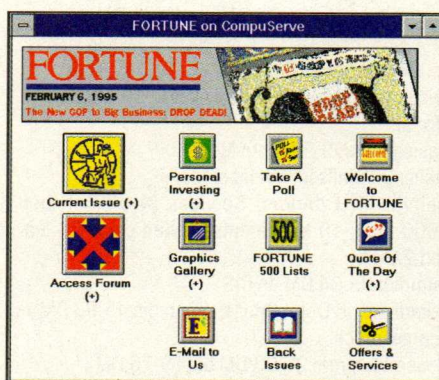 FORTUNE on CompuServe
FORTUNE
FEBRUARY 6, 1995
The New GOP to Big Business: DROP DEAD!
DROP
DEAD!
Current Issue (+)
Personal
Investing
(+)
$
Take A
Poll
POLL
Welcome
to
FORTUNE
WELCOME
Access Forum
(+)
Graphics
Gallery
(+)
500
FORTUNE
500 Lists
Quote Of
The Day
(+)
E
E-Mail to
Us
Back
Issues
Offers &
Services